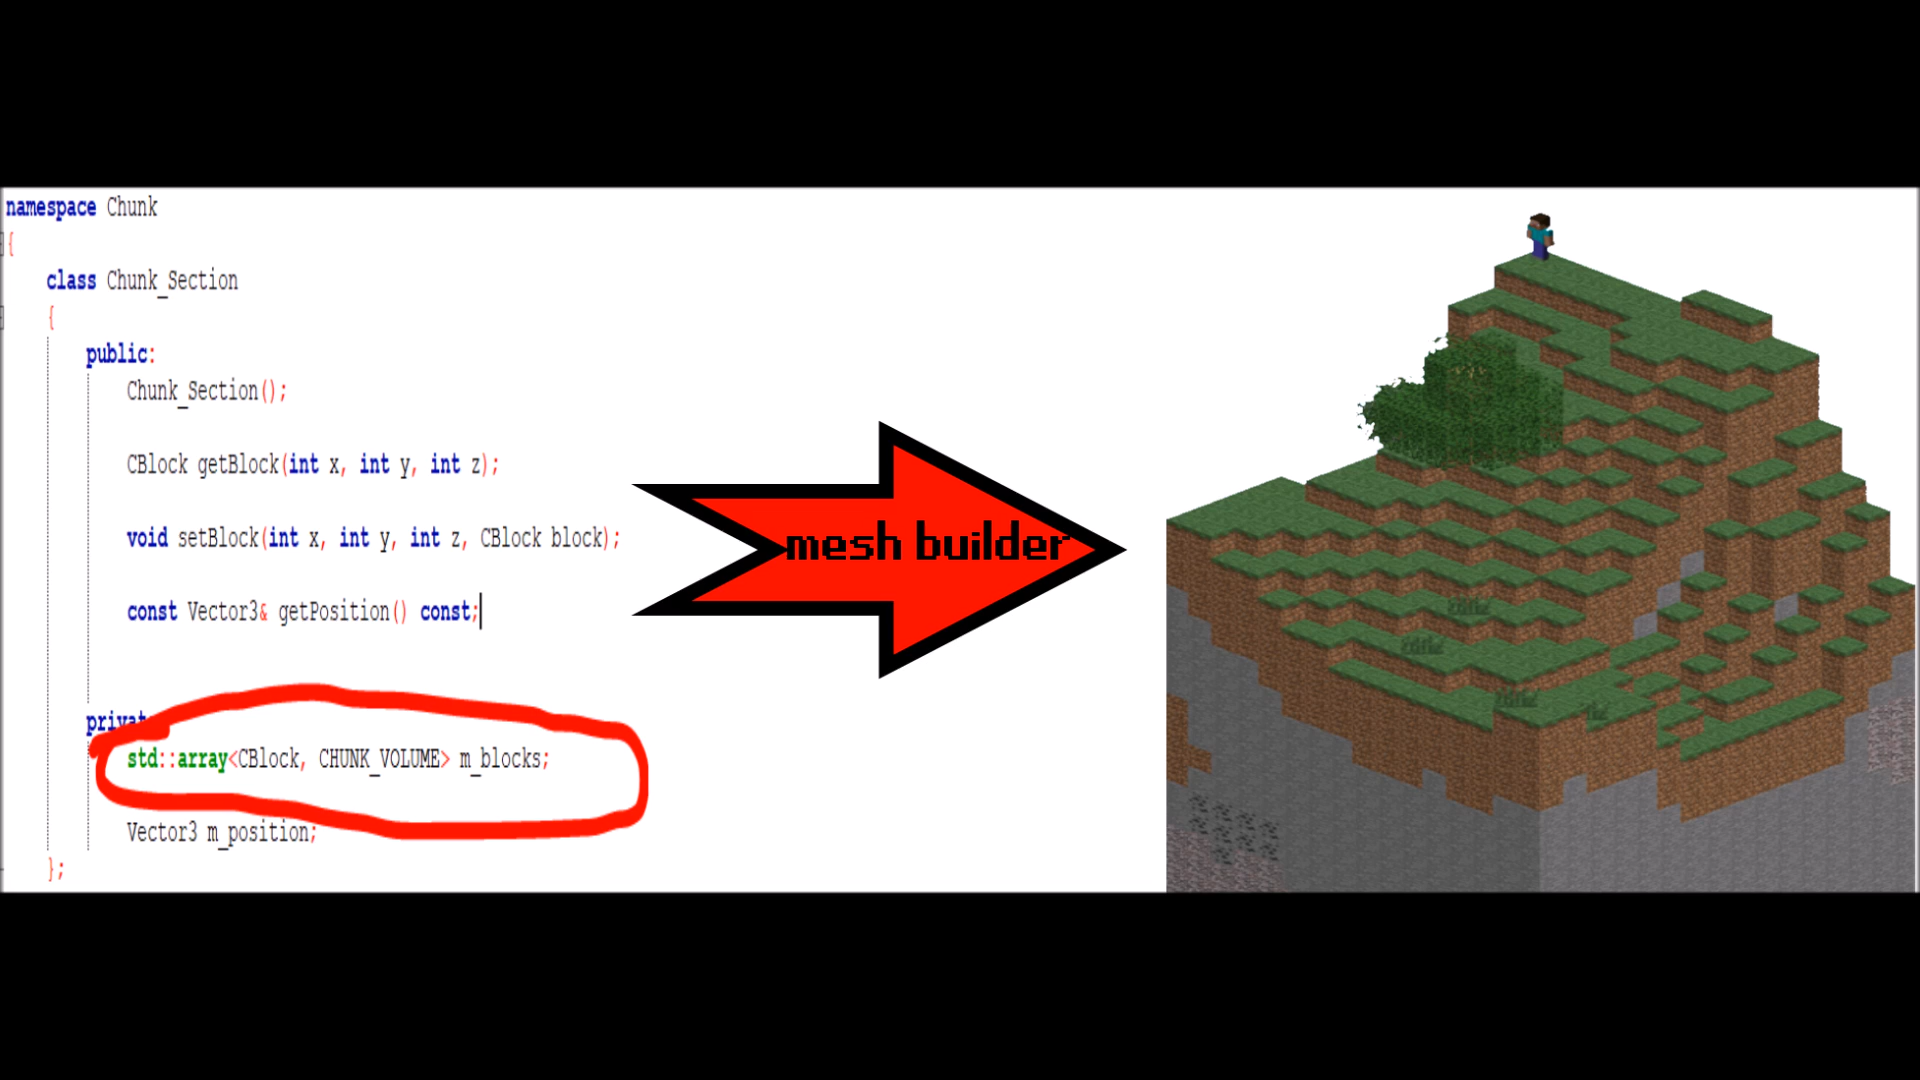 namespace Chunk
{
class Chunk_Section
{
public:
Chunk_Section();
CBlock getBlock(int x, int y, int z);
void setBlock(int x, int y, int z, CBlock block);
const Vector3& getPosition() const;
privat
std::array<CBlock, CHUNK_VOLUME> m_blocks;
Vector3 m_position;
};
mesh builder